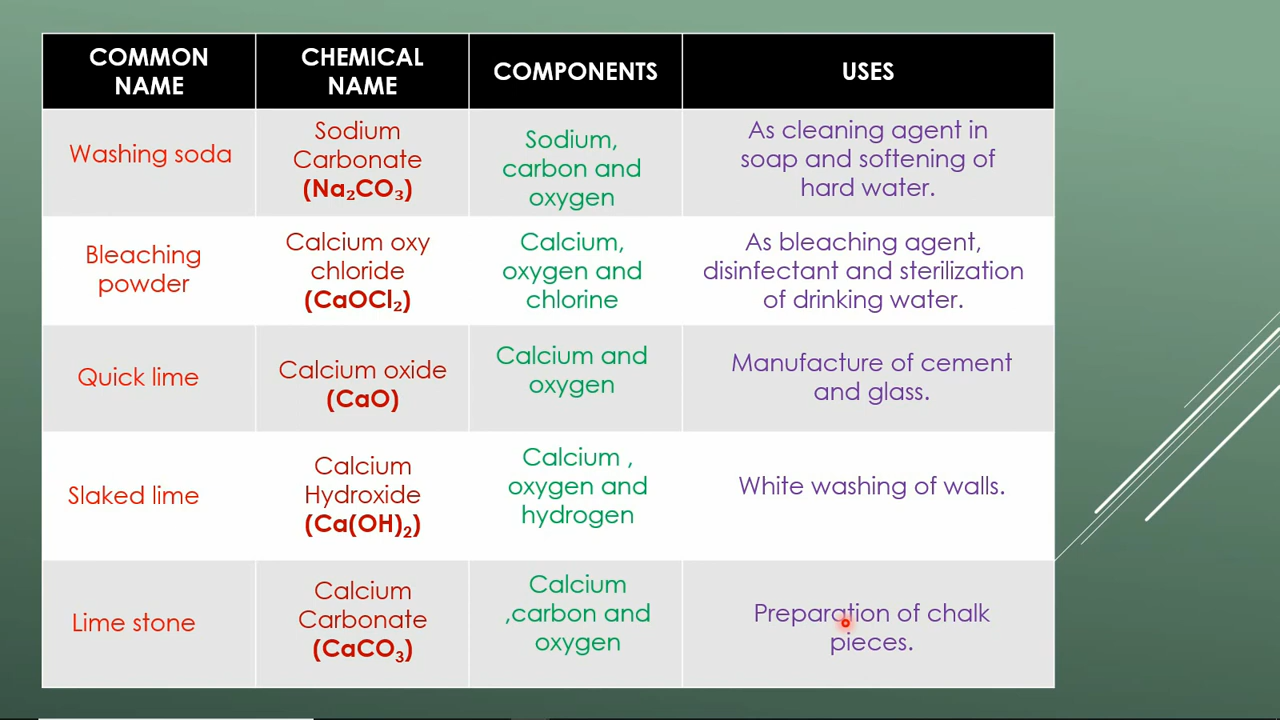 COMMON
NAME
CHEMICAL
NAME
COMPONENTS
USES
Washing soda
Sodium
Carbonate
(Na₂CO₃)
Sodium,
carbon and
oxygen
As cleaning agent in
soap and softening of
hard water.
Bleaching
powder
Calcium oxy
chloride
(CaOCl₂)
Calcium,
oxygen and
chlorine
As bleaching agent,
disinfectant and sterilization
of drinking water.
Quick lime
Calcium oxide
(CaO)
Calcium and
oxygen
Manufacture of cement
and glass.
Slaked lime
Calcium
Hydroxide
(Ca(OH)₂)
Calcium ,
oxygen and
hydrogen
White washing of walls.
Lime stone
Calcium
Carbonate
(CaCO₃)
Calcium
,carbon and
oxygen
Preparation of chalk
pieces.